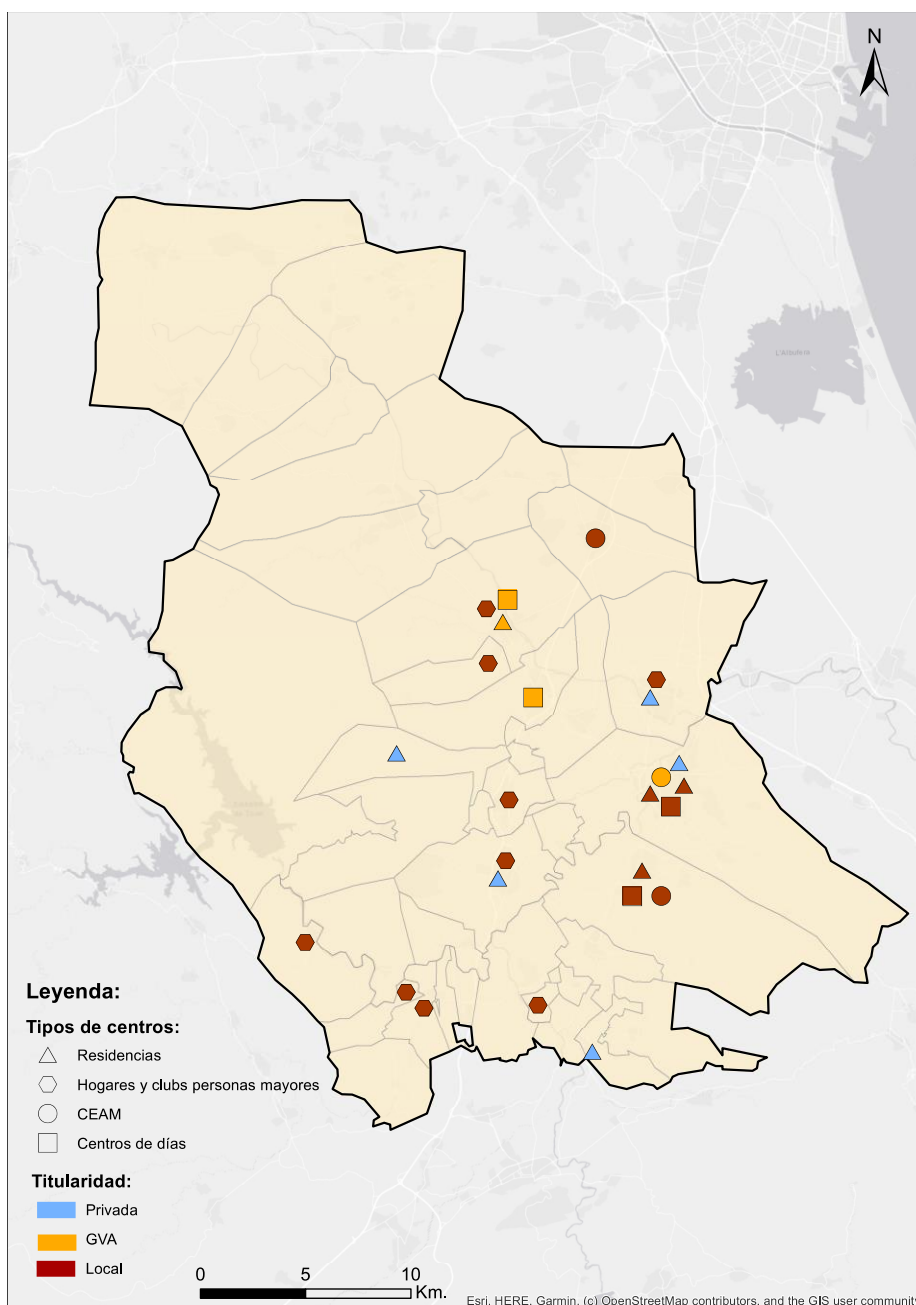 N
L'Albufera
Leyenda:
Tipos de centros:
Residencias
Hogares y clubs personas mayores
CEAM
Centros de días
Titularidad:
Privada
GVA
Local
0 5 10
Km.
Esri, HERE, Garmin, (c) OpenStreetMap contributors, and the GIS user community